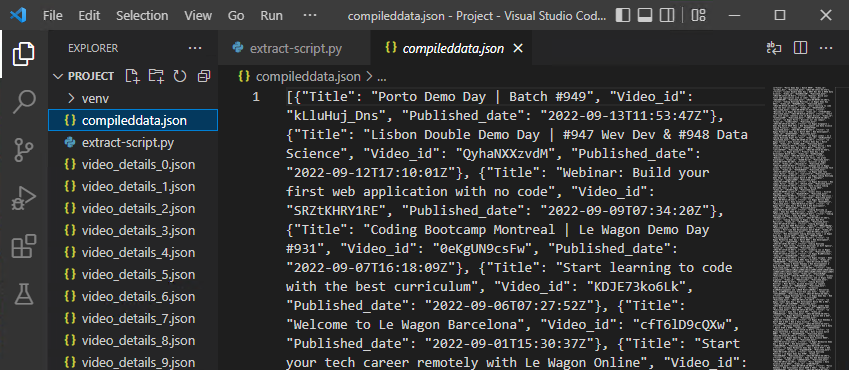 File Edit Selection View Go Run ··· compileddata.json - Project - Visual Studio Cod...
EXPLORER ···
PROJECT
venv
{} compileddata.json
extract-script.py
{} video_details_0.json
{} video_details_1.json
{} video_details_2.json
{} video_details_3.json
{} video_details_4.json
{} video_details_5.json
{} video_details_6.json
{} video_details_7.json
{} video_details_8.json
{} video_details_9.json
extract-script.py {} compileddata.json
{} compileddata.json > ...
1 [{"Title": "Porto Demo Day | Batch #949", "Video_id":
"kLluHuj_Dns", "Published_date": "2022-09-13T11:53:47Z"},
{"Title": "Lisbon Double Demo Day | #947 Wev Dev & #948 Data
Science", "Video_id": "QyhaNXXzvdM", "Published_date":
"2022-09-12T17:10:01Z"}, {"Title": "Webinar: Build your
first web application with no code", "Video_id":
"SRZtKHRY1RE", "Published_date": "2022-09-09T07:34:20Z"},
{"Title": "Coding Bootcamp Montreal | Le Wagon Demo Day
#931", "Video_id": "0eKgUN9csFw", "Published_date":
"2022-09-07T16:18:09Z"}, {"Title": "Start learning to code
with the best curriculum", "Video_id": "KDJE73ko6Lk",
"Published_date": "2022-09-06T07:27:52Z"}, {"Title":
"Welcome to Le Wagon Barcelona", "Video_id": "cfT6lD9cQXw",
"Published_date": "2022-09-01T15:30:37Z"}, {"Title": "Start
your tech career remotely with Le Wagon Online", "Video_id":